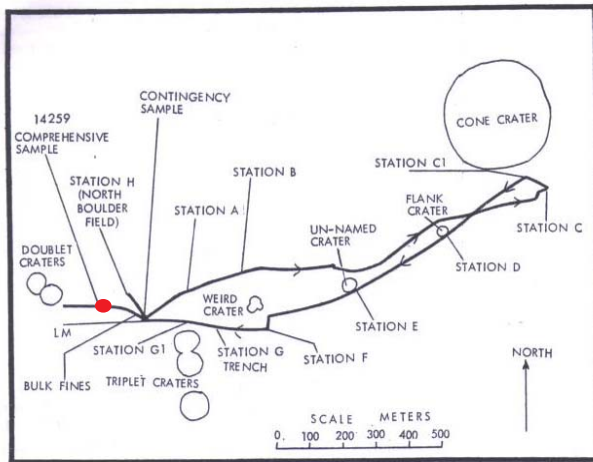 CONTINGENCY
SAMPLE
14259
COMPREHENSIVE
SAMPLE
CONE CRATER
STATION C1
STATION H
(NORTH
BOULDER
FIELD)
STATION B
STATION A
FLANK
CRATER
UN-NAMED
CRATER
STATION C
DOUBLET
CRATERS
STATION D
WEIRD
CRATER
STATION E
LM
STATION G1
STATION G
TRENCH
STATION F
BULK FINES
TRIPLET CRATERS
NORTH
SCALE METERS
0. 100 200 300 400 500